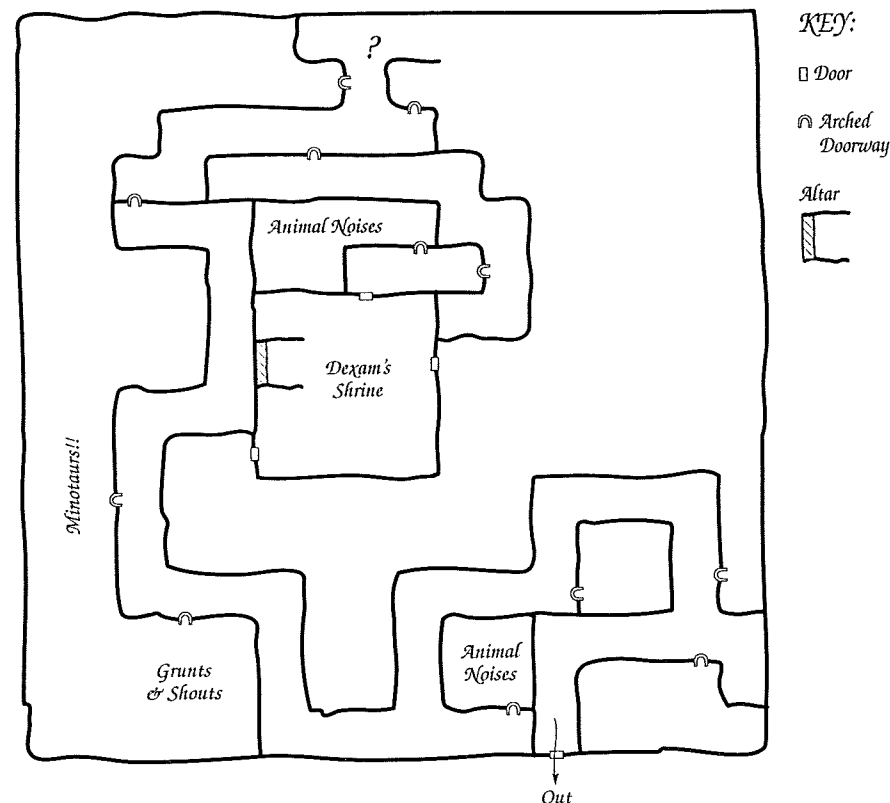 KEY:
Door
Arched
Doorway
Altar
?
Animal Noises
Dexam's
Shrine
Minotaurs!!
Grunts
& Shouts
Animal
Noises
Out